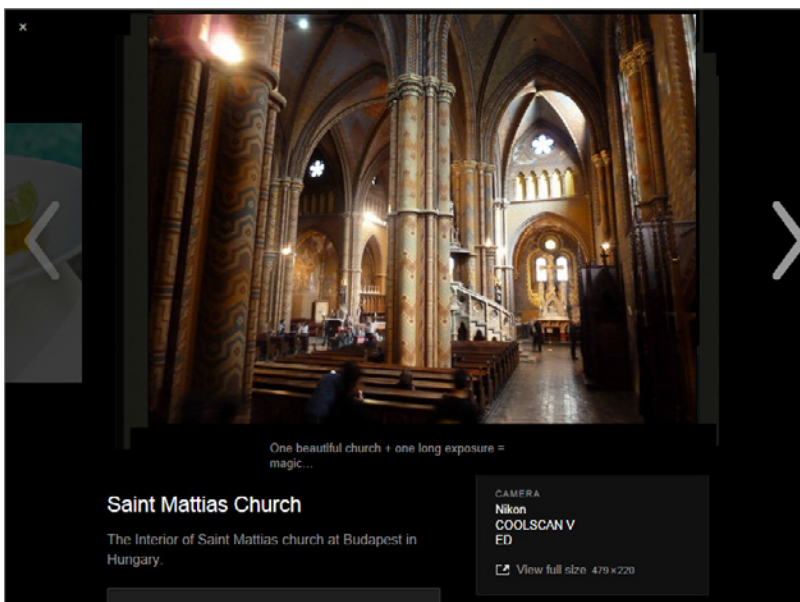 ×
One beautiful church + one long exposure =
magic...
Saint Mattias Church
The Interior of Saint Mattias church at Budapest in
Hungary.
CAMERA
Nikon
COOLSCAN V
ED
View full size 479×220